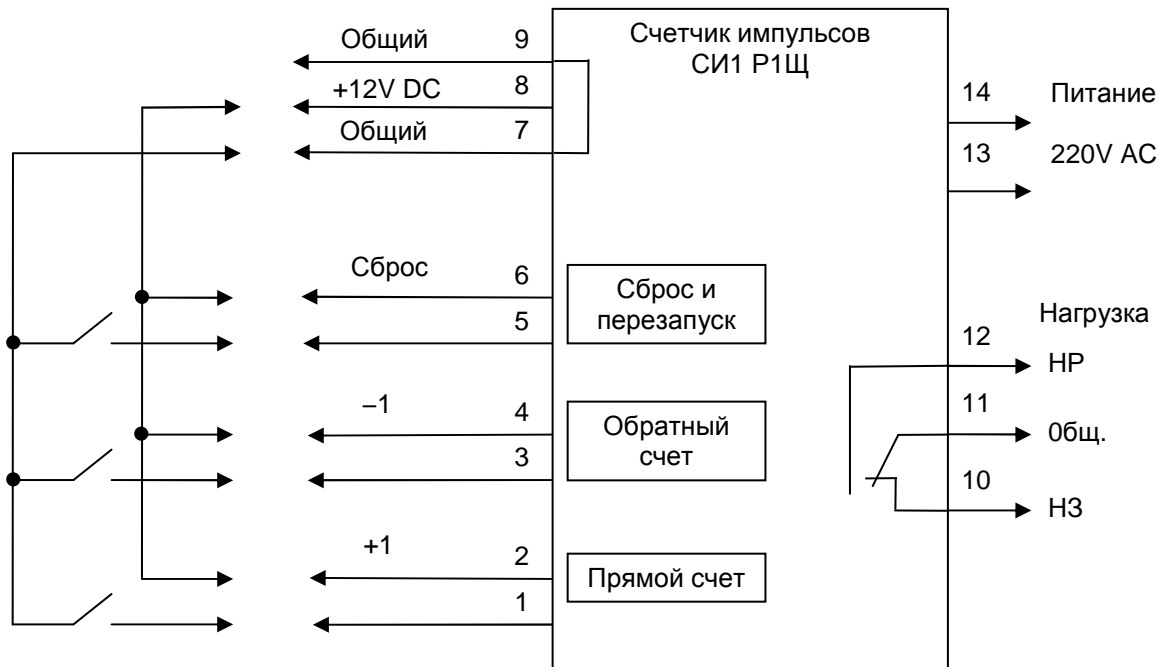 Счетчик импульсов
СИ1 Р1Щ
Общий 9
+12V DC 8
Общий 7
14 Питание
13 220V AC
Сброс 6
5
Сброс и
перезапуск
–1 4
3
Обратный
счет
+1 2
1
Прямой счет
Нагрузка
12
НР
11
0бщ.
10
НЗ